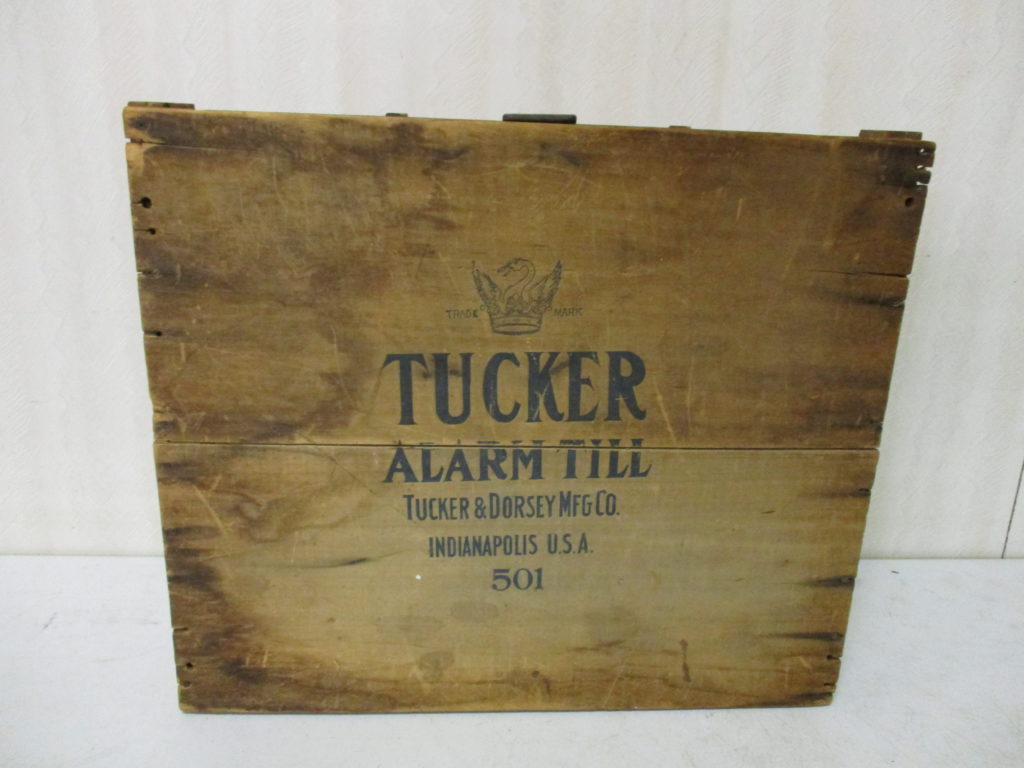 TRADE MARK
TUCKER
ALARM TILL
TUCKER & DORSEY MFG CO.
INDIANAPOLIS U.S.A.
501